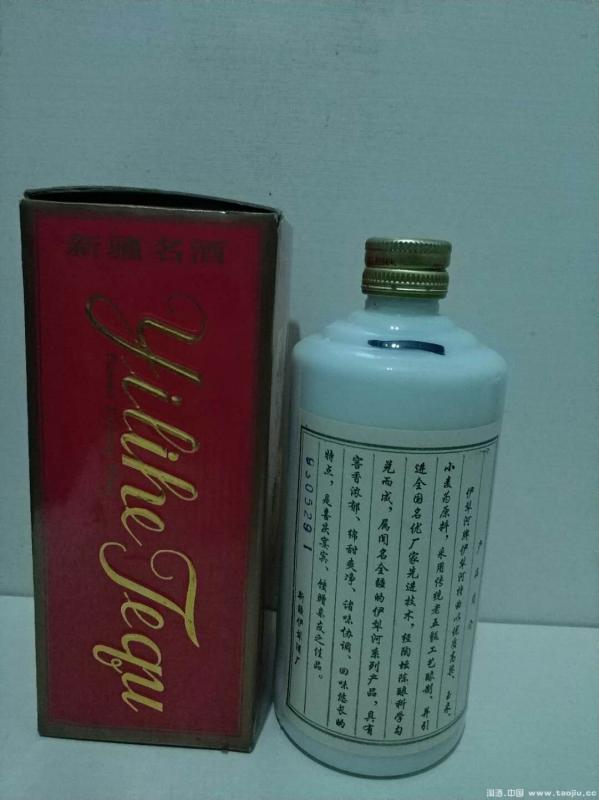 新疆名酒
Yilihe Tequ
产品简介
伊犁河牌伊犁河特曲以优质高粱、玉米、
小麦为原料，采用传统老五甑工艺酿制，并引
进全国名优厂家先进技术，经陶坛陈酿科学勾
兑而成，属闻名全疆的伊犁河系列产品，具有
窖香浓郁、绵甜爽净、诸味协调、回味悠长的
特点，是喜庆宴宾、馈赠亲友之佳品。
新疆伊犁酒厂
950529 1
淘酒.中国 www.taojiu.cc